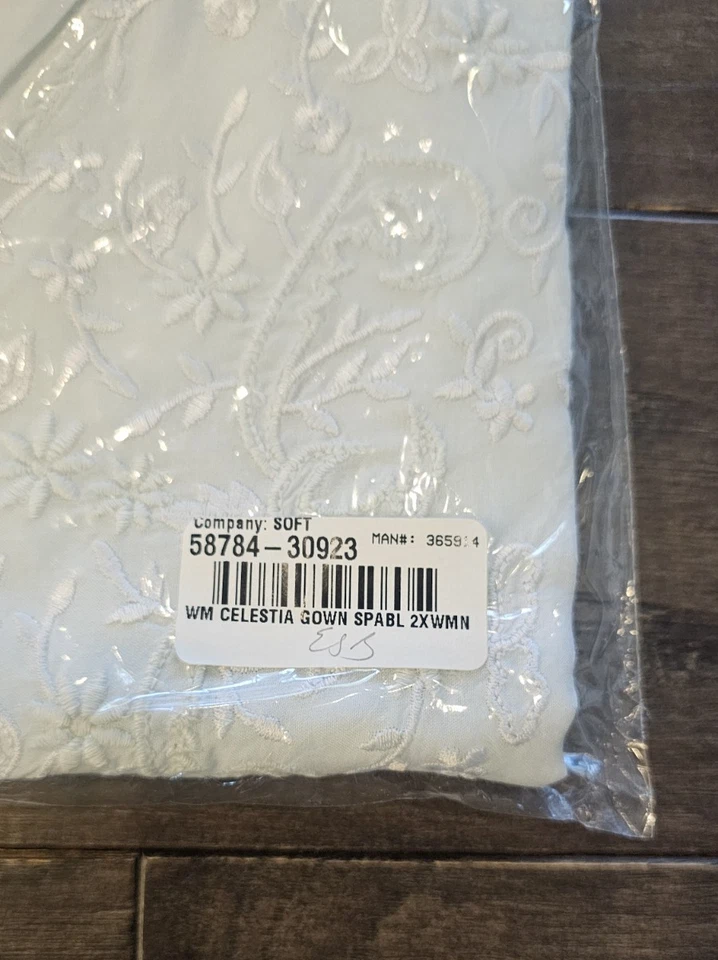 Company: SOFT
58784-30923 MAN#:
WM CELESTIA GOWN SPABL 2XWMN